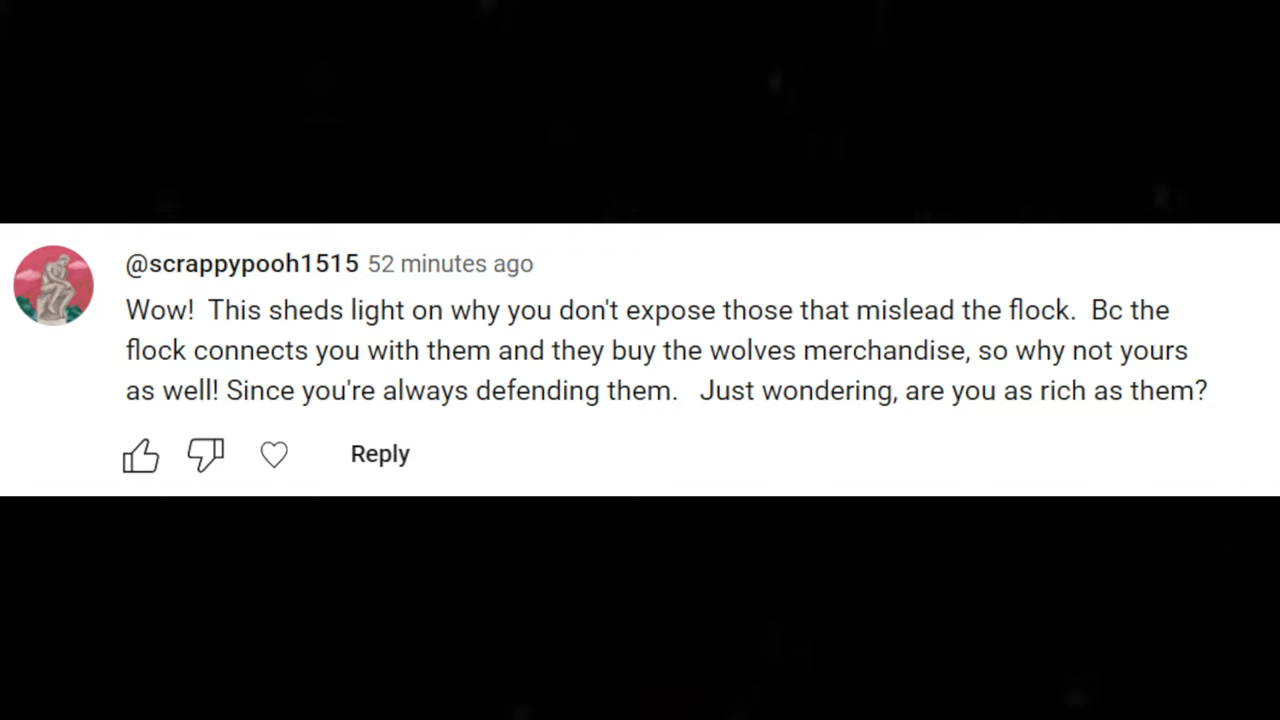 @scrappypooh1515 52 minutes ago
Wow!  This sheds light on why you don't expose those that mislead the flock.  Bc the
flock connects you with them and they buy the wolves merchandise, so why not yours
as well! Since you're always defending them.   Just wondering, are you as rich as them?
Reply